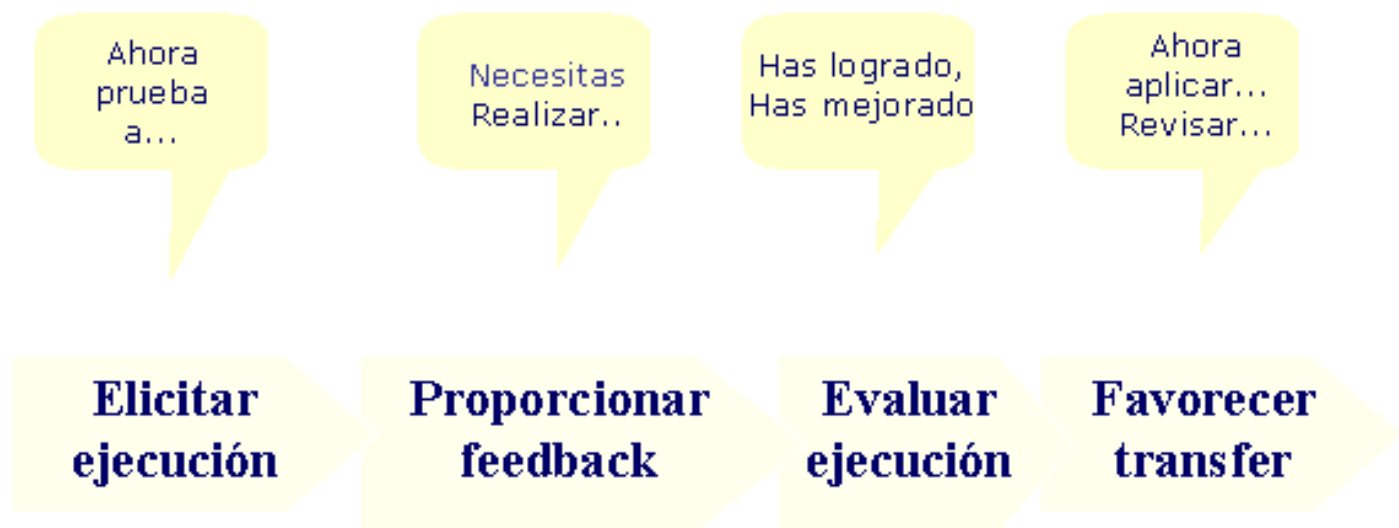 Ahora
prueba
a...
Necesitas
Realizar..
Has logrado,
Has mejorado
Ahora
aplicar...
Revisar...
Elicitar
ejecución
Proporcionar
feedback
Evaluar
ejecución
Favorecer
transfer